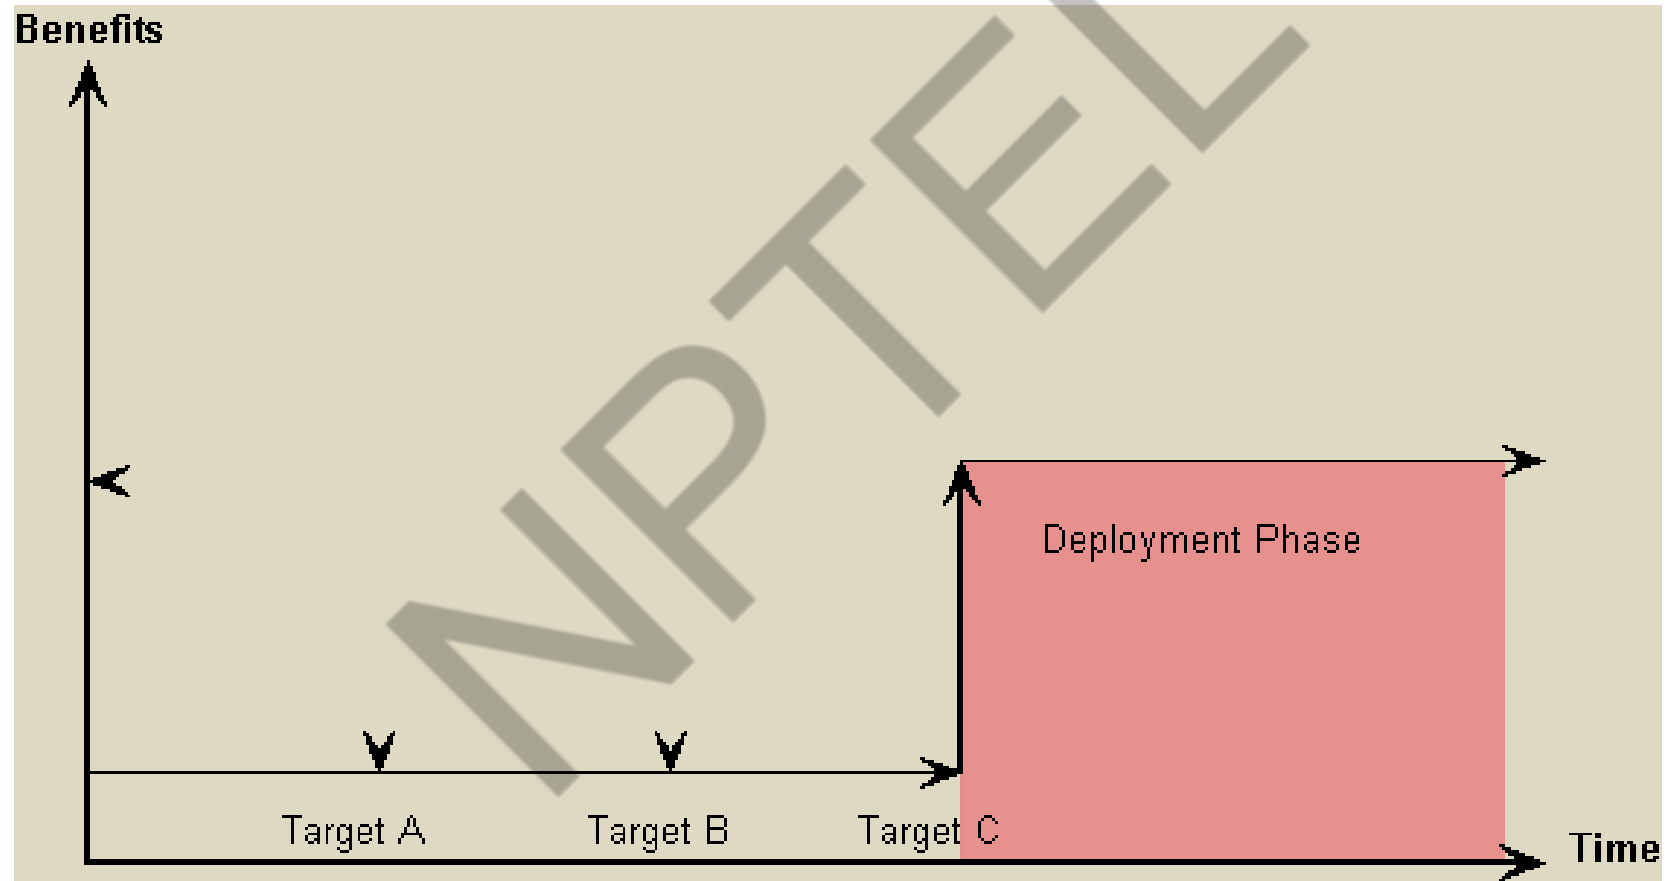 Benefits
NPTEL
Deployment Phase
Target A
Target B
Target C
Time